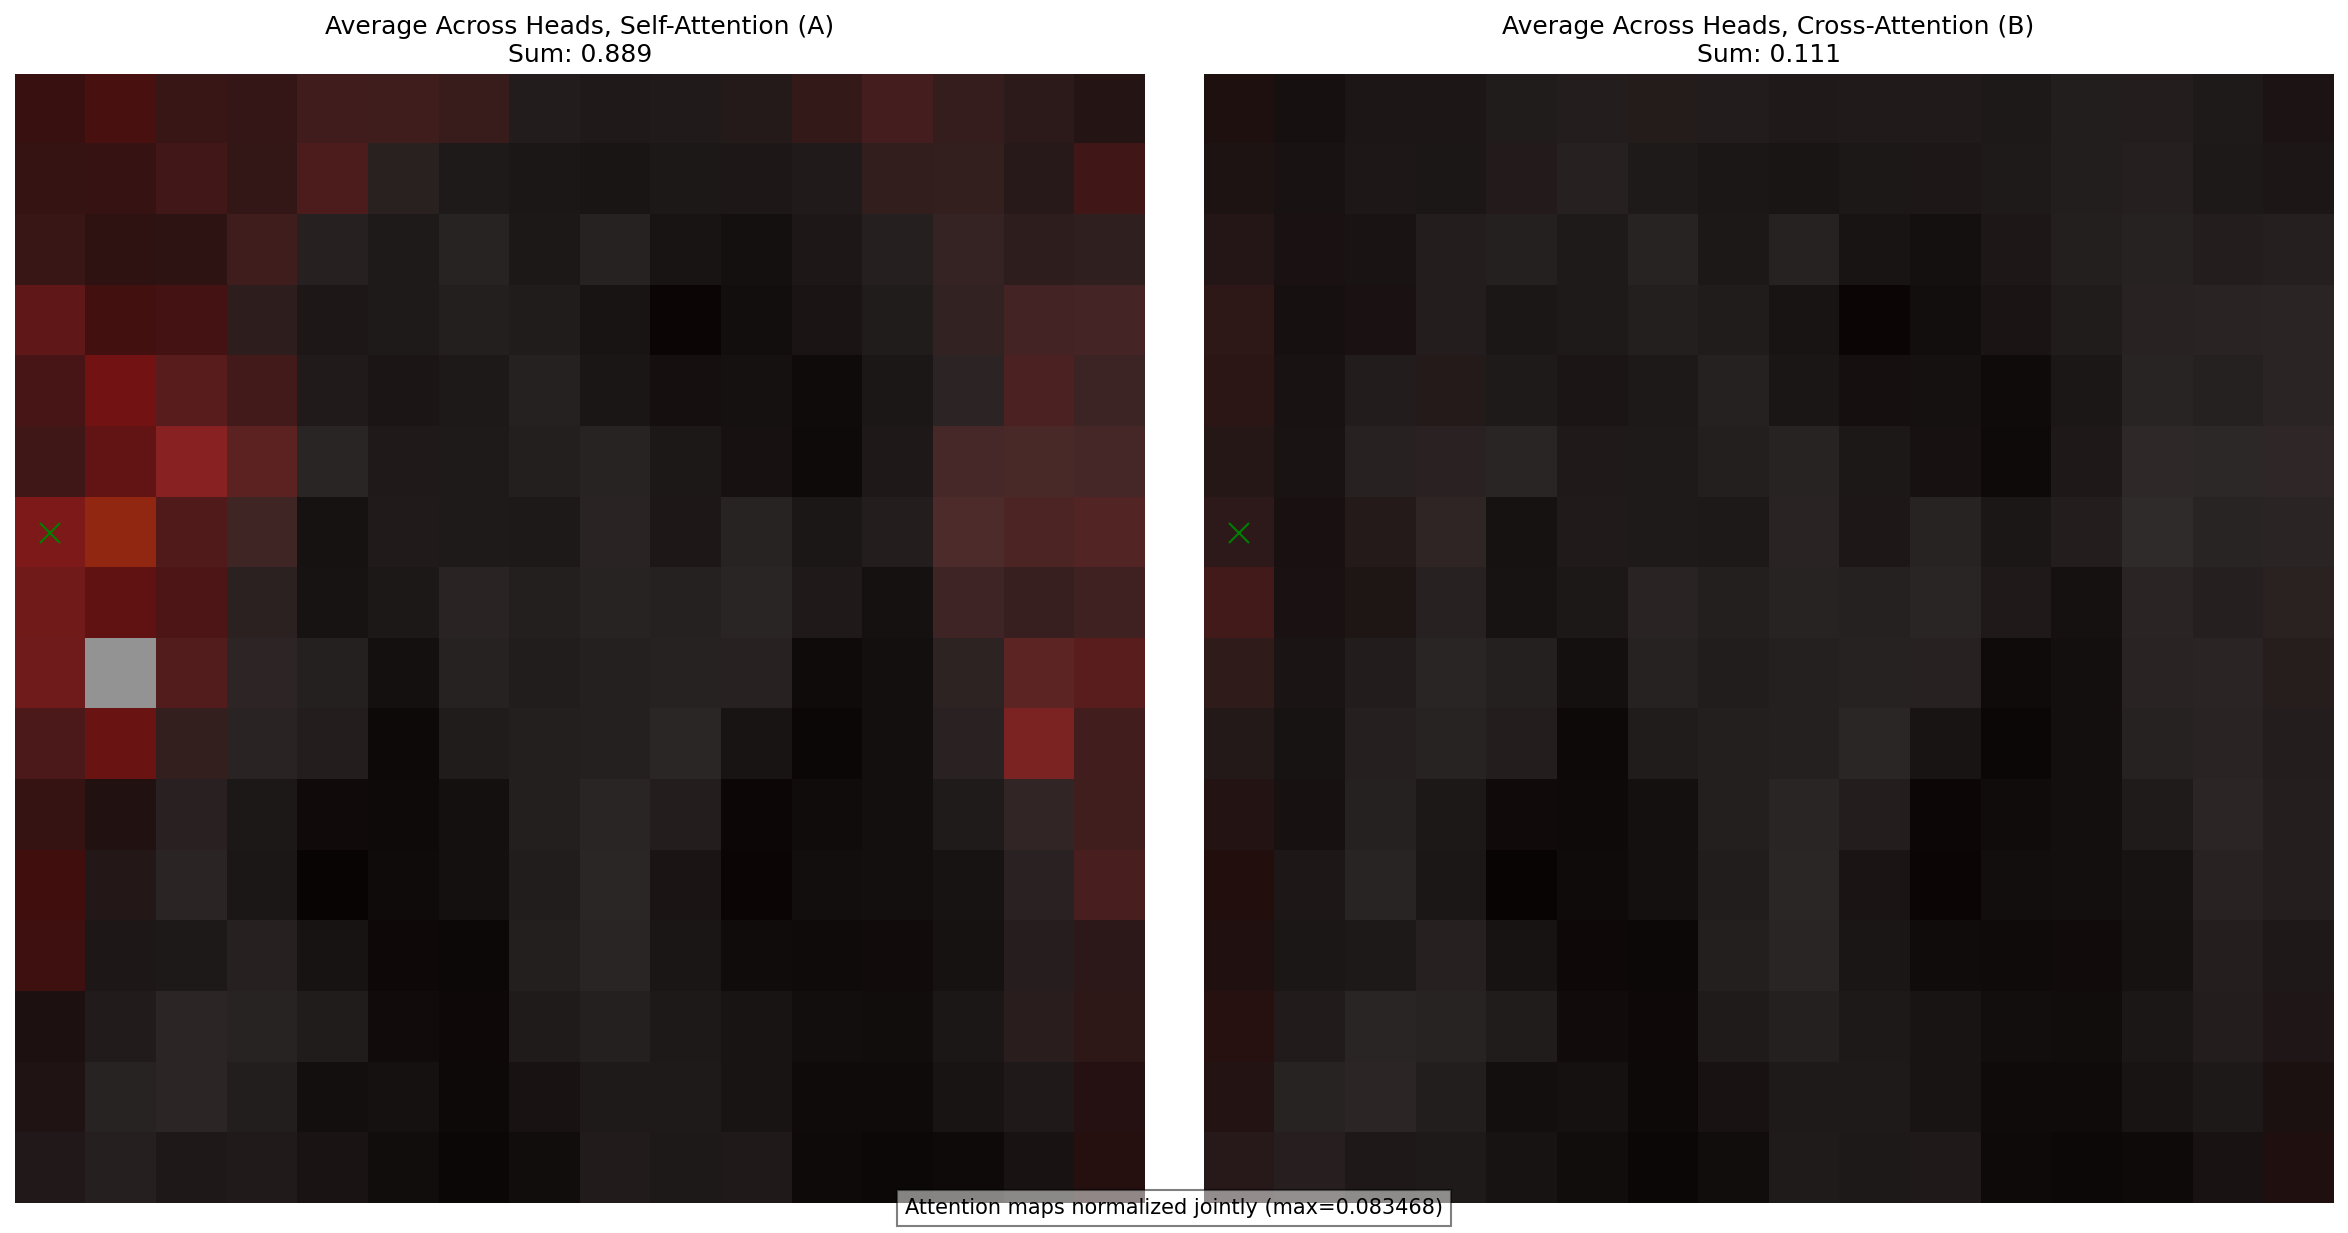 Average Across Heads, Self-Attention (A)
Sum: 0.889
Average Across Heads, Cross-Attention (B)
Sum: 0.111
Attention maps normalized jointly (max=0.083468)